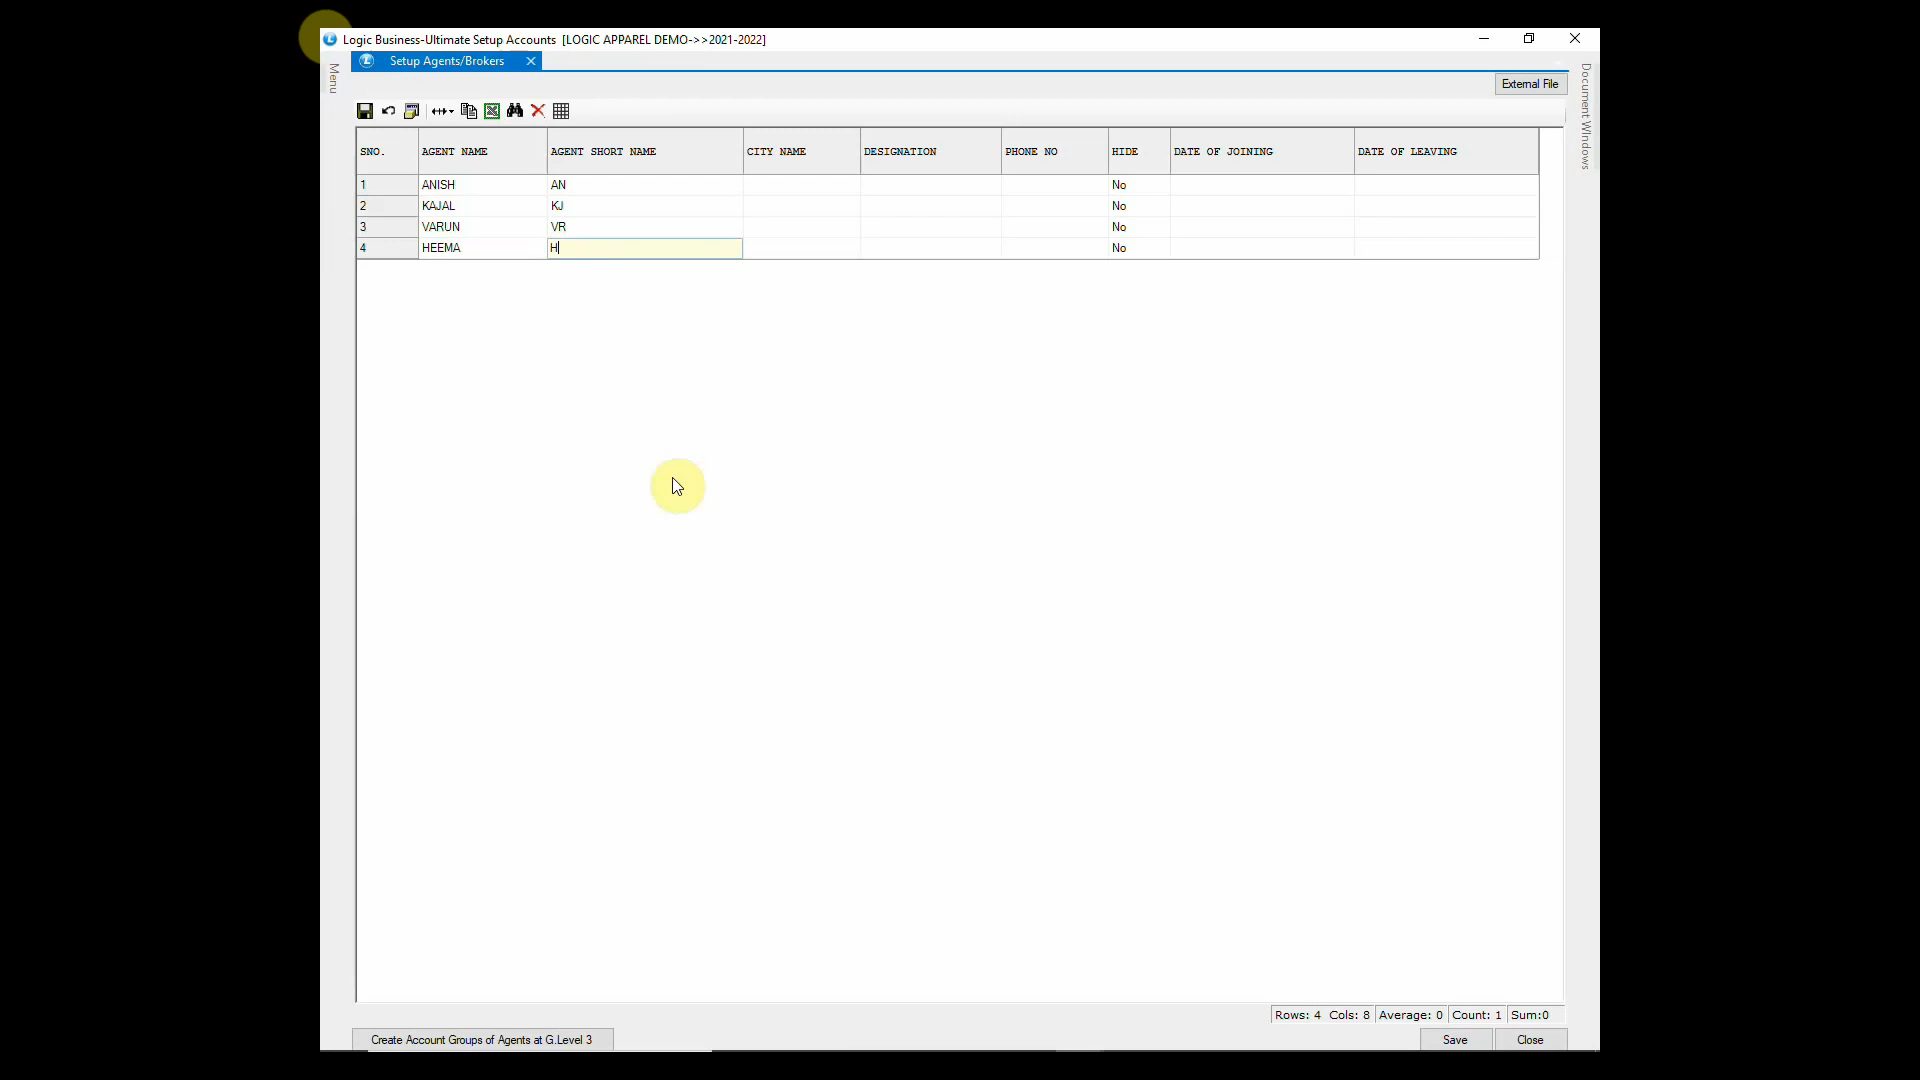 Logic Business-Ultimate Setup Accounts [LOGIC APPAREL DEMO->>2021-2022]
Menu
Setup Agents/Brokers
External File
Document Windows
SNO. AGENT NAME AGENT SHORT NAME CITY NAME DESIGNATION PHONE NO HIDE DATE OF JOINING DATE OF LEAVING
1 ANISH AN No
2 KAJAL KJ No
3 VARUN VR No
4 HEEMA H No
Rows: 4 Cols: 8 Average: 0 Count: 1 Sum:0
Create Account Groups of Agents at G.Level 3 Save Close